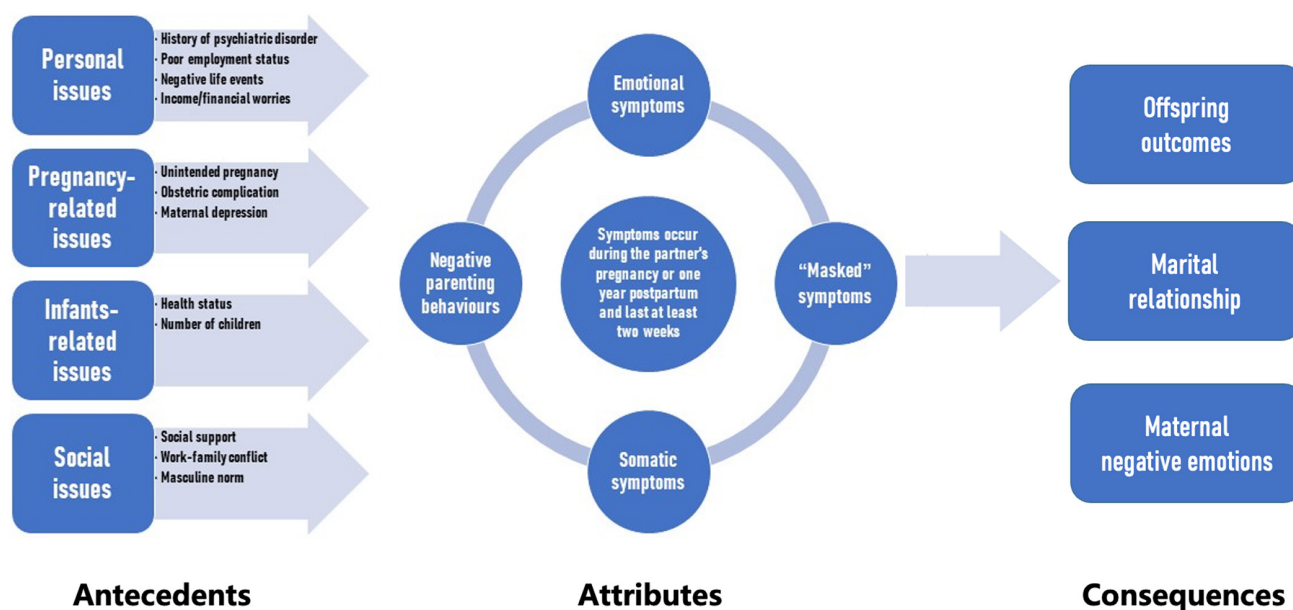 Personal
issues
· History of psychiatric disorder
· Poor employment status
· Negative life events
· Income/financial worries
Pregnancy-
related
issues
· Unintended pregnancy
· Obstetric complication
· Maternal depression
Infants-
related
issues
· Health status
· Number of children
Social
issues
· Social support
· Work-family conflict
· Masculine norm
Antecedents
Emotional
symptoms
Negative
parenting
behaviours
Symptoms occur
during the partner's
pregnancy or one
year postpartum
and last at least
two weeks
“Masked”
symptoms
Somatic
symptoms
Attributes
Offspring
outcomes
Marital
relationship
Maternal
negative emotions
Consequences